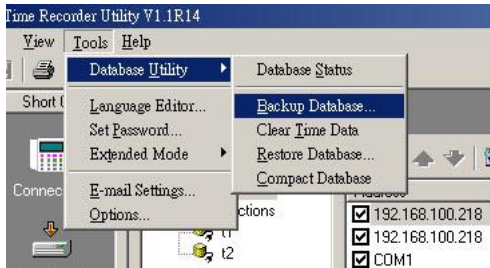 Time Recorder Utility V1.1R14
View Tools Help
Database Utility
Language Editor...
Set Password...
Extended Mode
E-mail Settings...
Options...
Database Status
Backup Database...
Clear Time Data
Restore Database...
Compact Database
Short
Connec
ctions
t1
t2
192.168.100.218
192.168.100.218
COM1